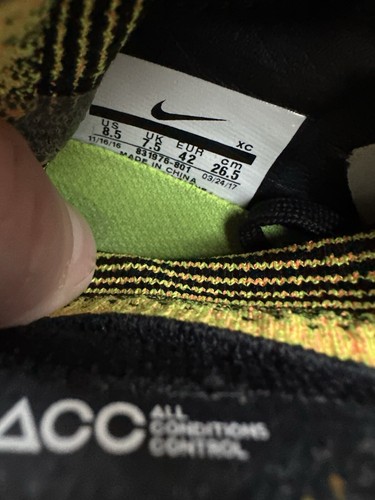 XC
US UK EUR cm
8.5 7.5 42 26.5
11/16/16 831976-801 03/24/17
MADE IN CHINA
ACC ALL
CONDITIONS
CONTROL